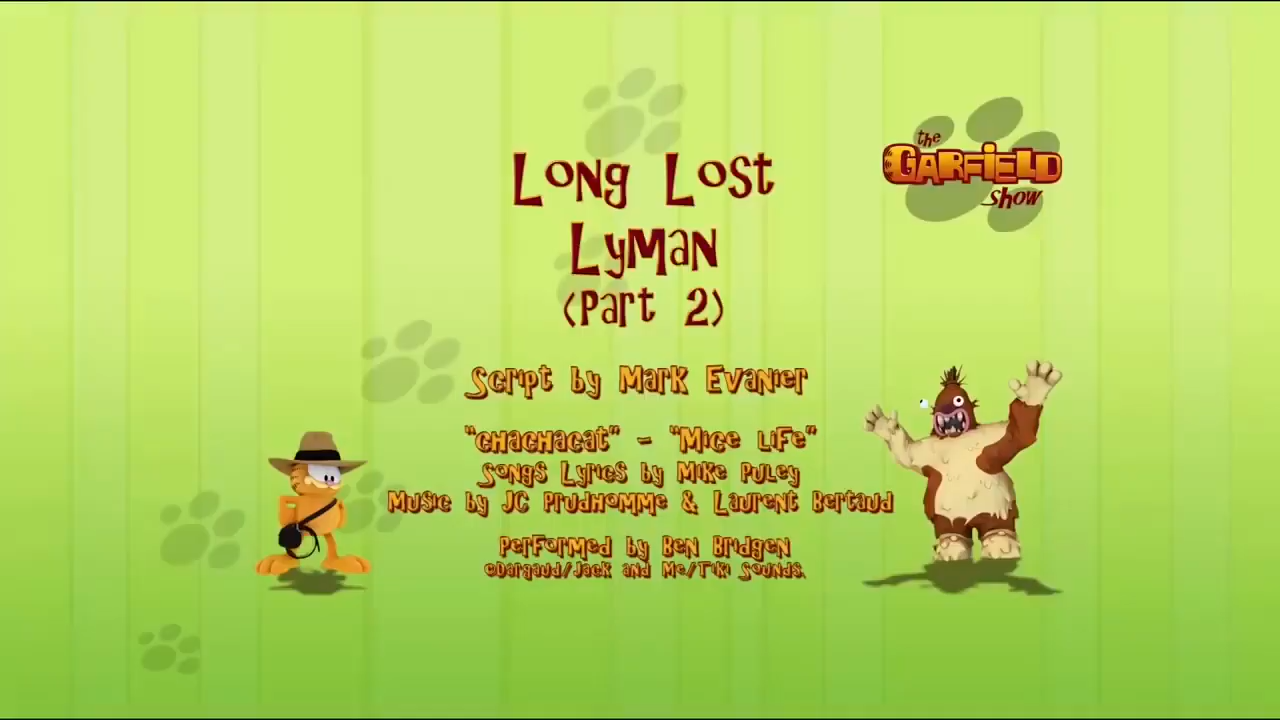 Long Lost
Lyman
(Part 2)
the
GARFIELD
show
Script by Mark Evanier
"Chachacat" - "Mice Life"
Songs Lyrics by Mike Puley
Music by JC Prudhomme & Laurent Bertaud
Performed by Ben Bridgen
©Dargaud/Jack and Me/Tiki Sounds.